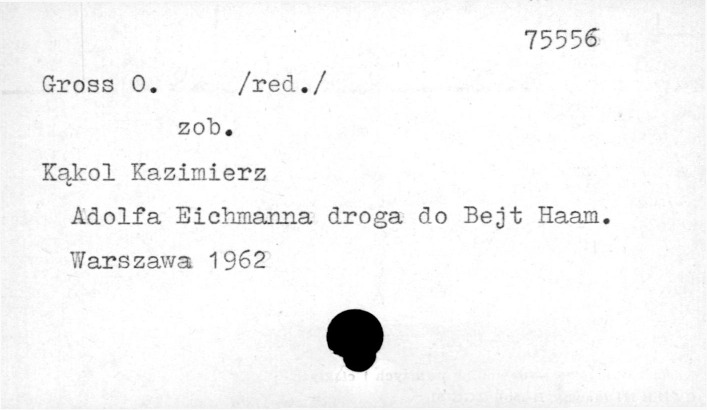 75556
Gross O. /red./
zob.
Kąkol Kazimierz
Adolfa Eichmanna droga do Bejt Haam.
Warszawa 1962